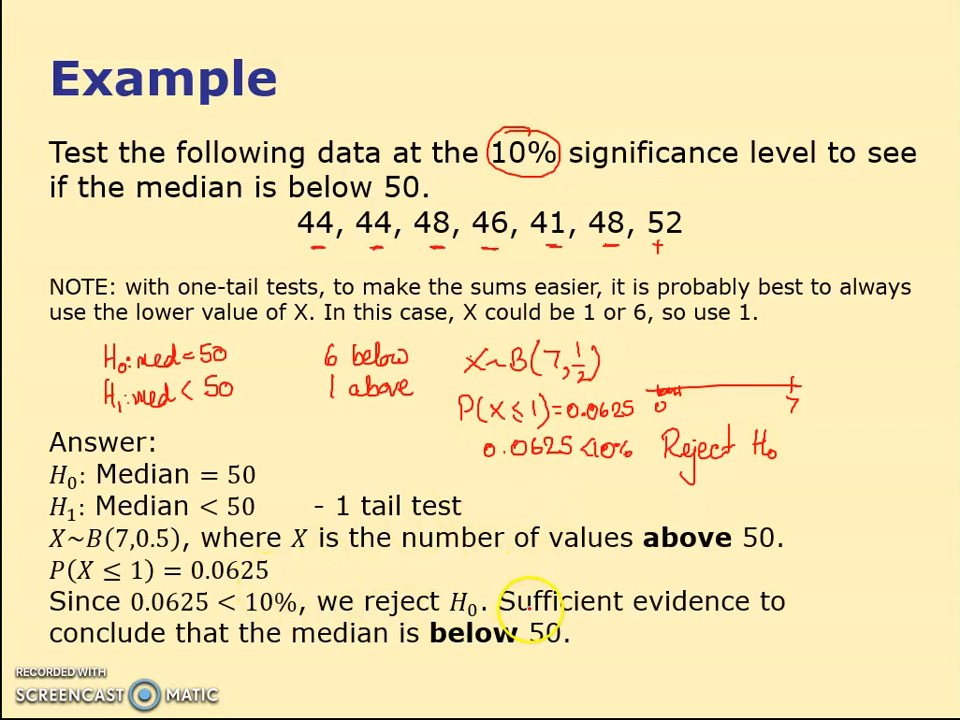 Example
Test the following data at the 10% significance level to see
if the median is below 50.
44, 44, 48, 46, 41, 48, 52
NOTE: with one-tail tests, to make the sums easier, it is probably best to always
use the lower value of X. In this case, X could be 1 or 6, so use 1.
H₀: med = 50
H₁: med < 50
6 below
1 above
X~B(7, 1/2)
P(X ≤ 1) = 0.0625
0.0625 < 10%
0
7
Reject H₀
Answer:
H₀: Median = 50
H₁: Median < 50 - 1 tail test
X~B(7,0.5), where X is the number of values above 50.
P(X ≤ 1) = 0.0625
Since 0.0625 < 10%, we reject H₀. Sufficient evidence to
conclude that the median is below 50.
RECORDED WITH
SCREENCAST MATIC